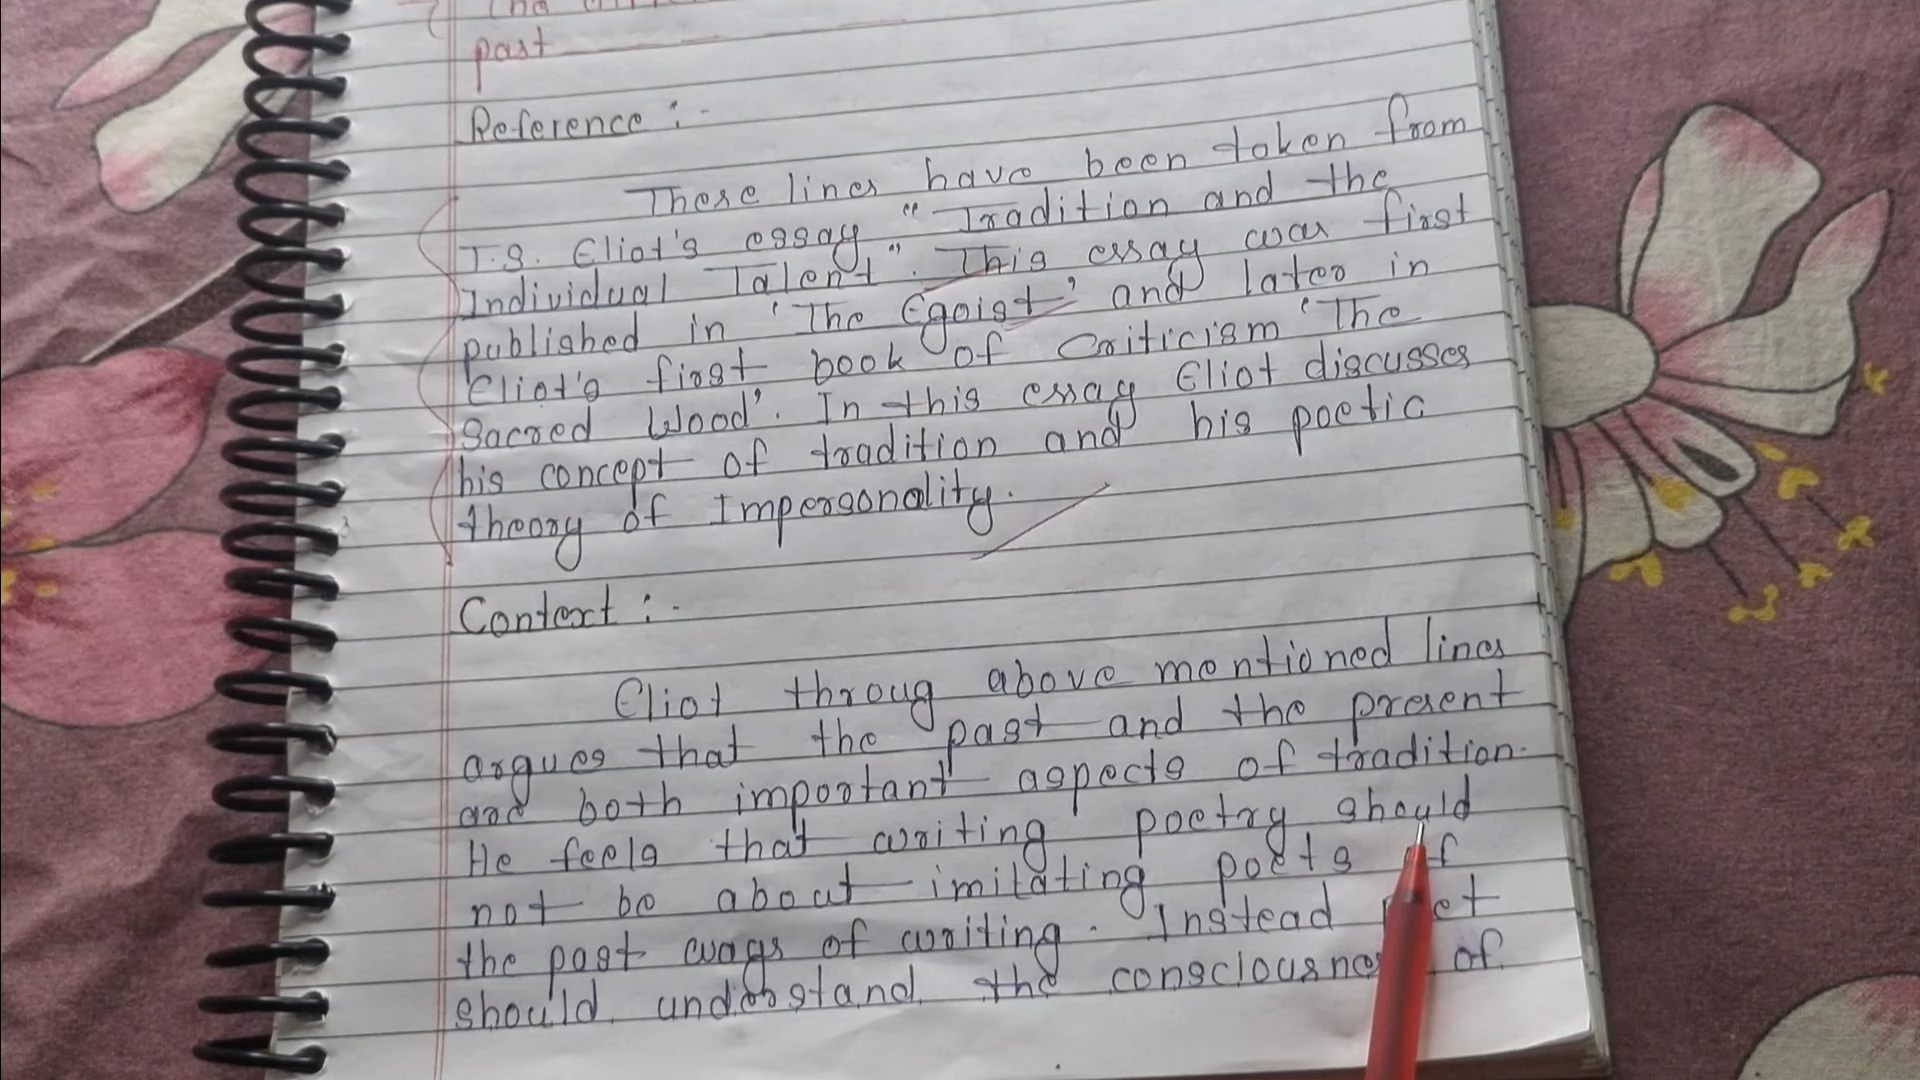 past
Reference :-
These lines have been taken from
T.S. Eliot's essay "Tradition and the
Individual Talent". This essay was first
published in 'The Egoist' and later in
Eliot's first book of Criticism 'The
Sacred Wood'. In this essay Eliot discusses
his concept of tradition and his poetic
theory of Impersonality.
Context :-
Eliot throug above mentioned lines
argues that the past and the present
are both important aspects of tradition.
He feels that writing poetry should
not be about imitating poets of
the past ways of writing. Instead
should understand the consciousness of